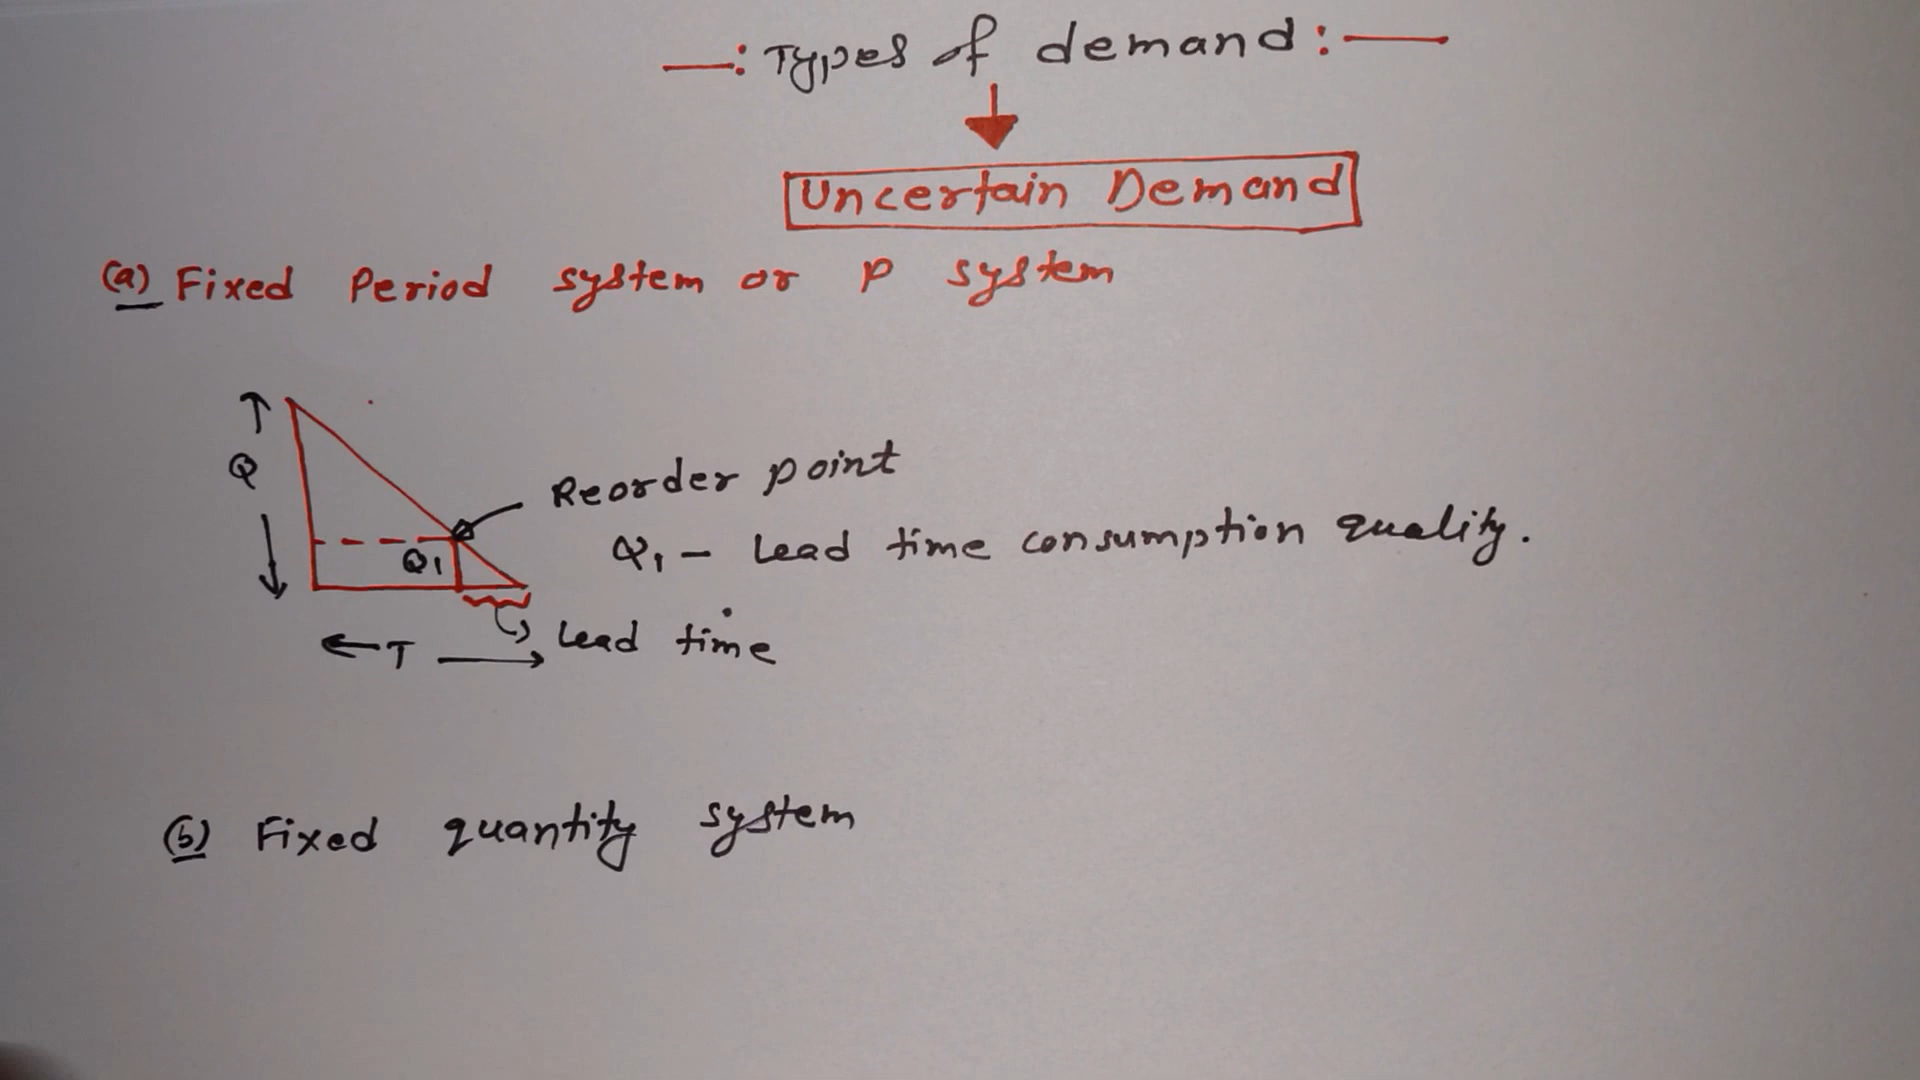 —: Types of demand :—
Uncertain Demand
(a) Fixed Period system or P system
Q
Reorder point
Q1 - Lead time consumption quality.
Q1
Lead time
T
(b) Fixed quantity system